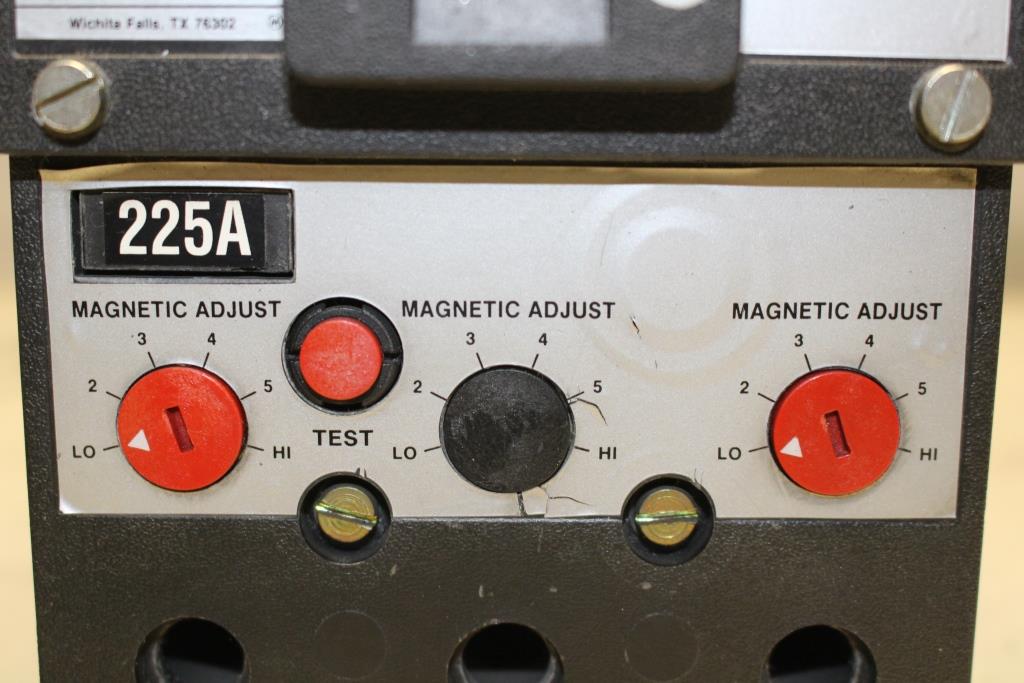 Wichita Falls, TX 76302
225A
MAGNETIC ADJUST
LO 2 3 4 5 HI
TEST
MAGNETIC ADJUST
LO 2 3 4 5 HI
MAGNETIC ADJUST
LO 2 3 4 5 HI